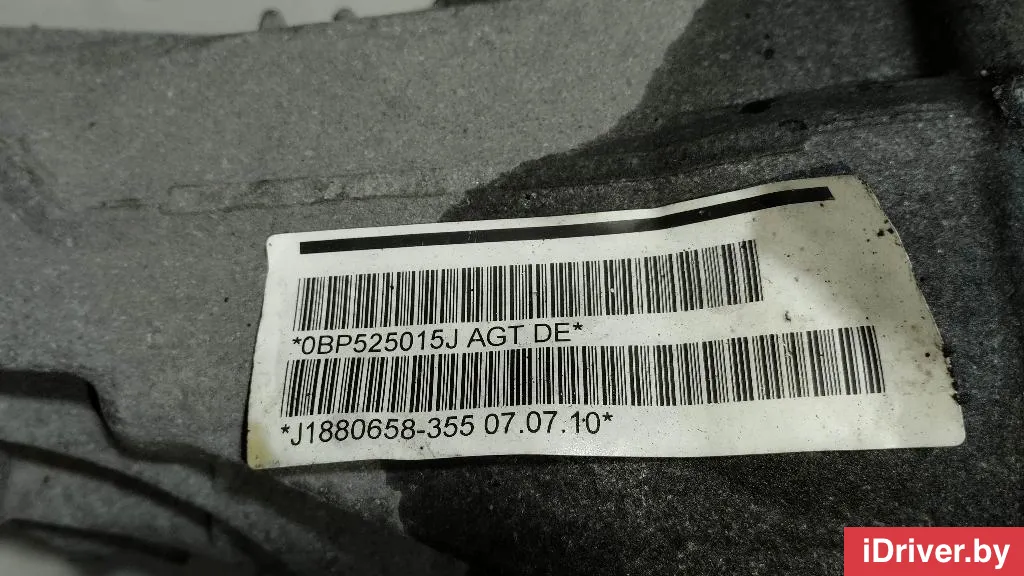 *0BP525015J AGT DE*
*J1880658-355 07.07.10*
iDriver.by